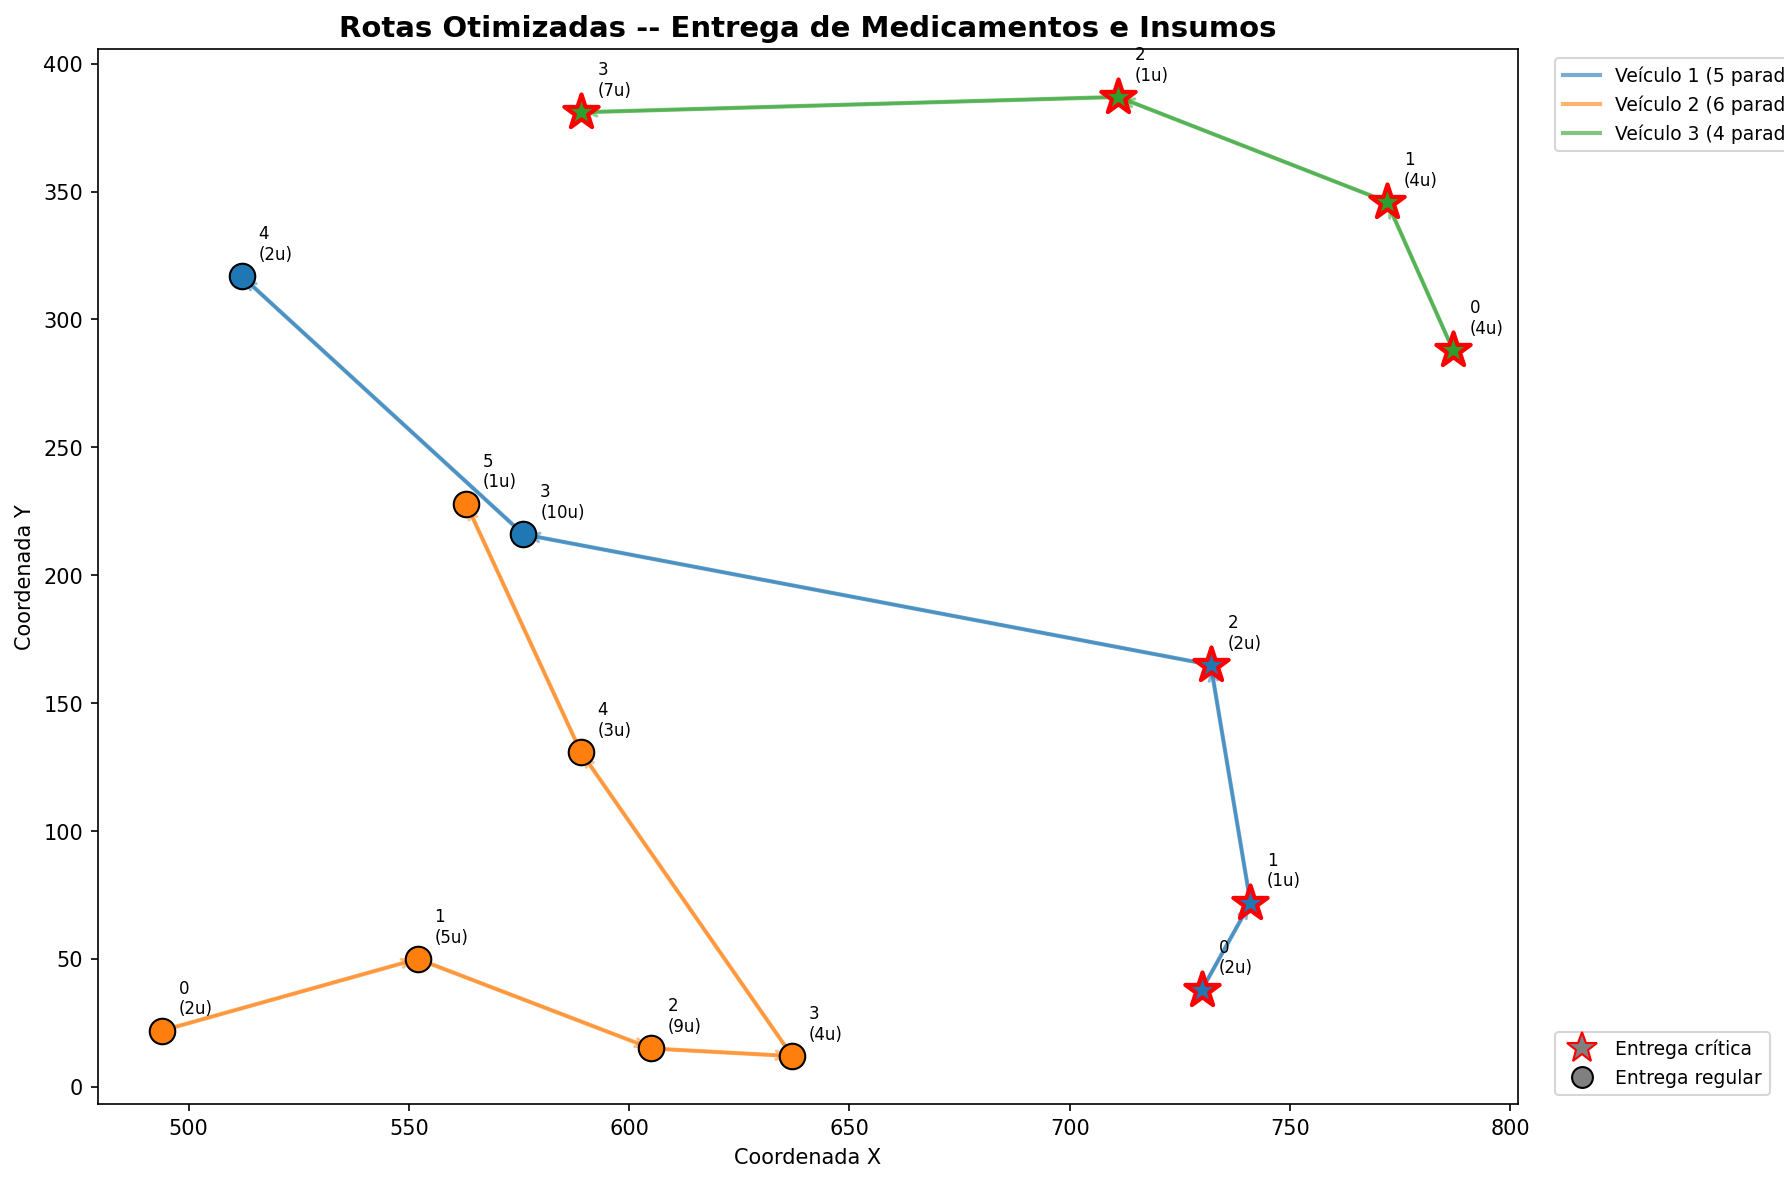 Rotas Otimizadas -- Entrega de Medicamentos e Insumos
Veículo 1 (5 parad
Veículo 2 (6 parad
Veículo 3 (4 parad
Coordenada Y
400
350
300
250
200
150
100
50
0
3
(7u)
2
(1u)
1
(4u)
0
(4u)
4
(2u)
5
(1u)
3
(10u)
2
(2u)
4
(3u)
1
(1u)
0
(2u)
1
(5u)
0
(2u)
2
(9u)
3
(4u)
500
550
600
650
700
750
800
Coordenada X
Entrega crítica
Entrega regular